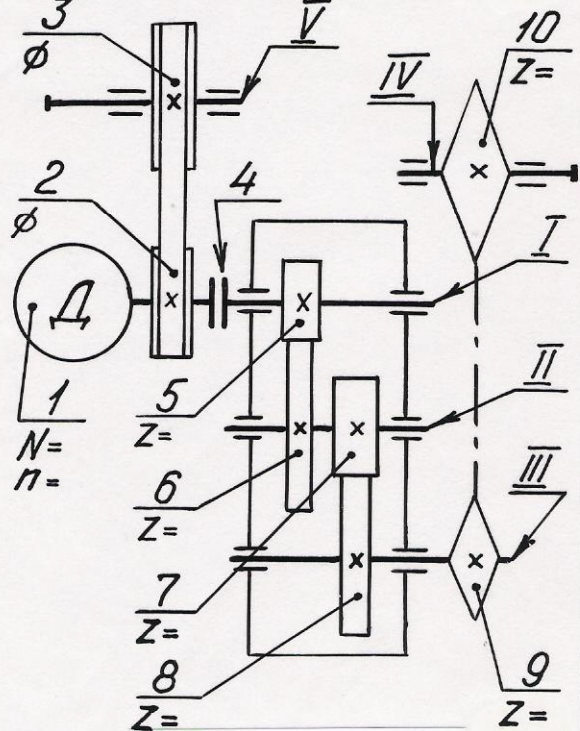 3
⌀
V
10
Z=
IV
2
⌀
4
Д
I
1
N=
n=
5
Z=
II
6
Z=
III
7
Z=
8
Z=
9
Z=